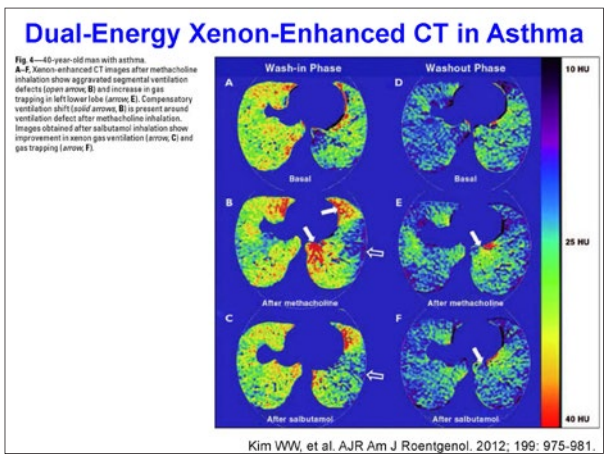 Dual-Energy Xenon-Enhanced CT in Asthma
Fig. 4—40-year-old man with asthma.
A–F, Xenon-enhanced CT images after methacholine
inhalation show aggravated segmental ventilation
defects (open arrow, B) and increase in gas
trapping in left lower lobe (arrow, E). Compensatory
ventilation shift (solid arrows, B) is present around
ventilation defect after methacholine inhalation.
Images obtained after salbutamol inhalation show
improvement in xenon gas ventilation (arrow, C) and
gas trapping (arrow, F).
Wash-in Phase
Washout Phase
A
D
Basal
Basal
B
E
After methacholine
After methacholine
C
F
After salbutamol
After salbutamol
10 HU
25 HU
40 HU
Kim WW, et al. AJR Am J Roentgenol. 2012; 199: 975-981.